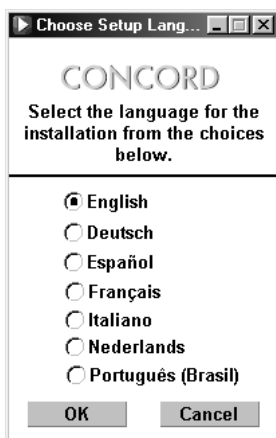 Choose Setup Lang...
CONCORD
Select the language for the
installation from the choices
below.
English
Deutsch
Español
Français
Italiano
Nederlands
Português (Brasil)
OK Cancel